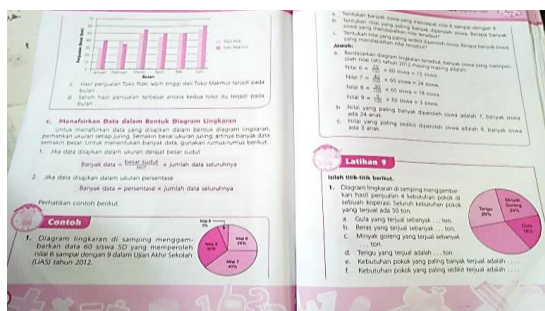 Januari Februari Maret April Mei Juni
Bulan
Toko Rizki
Toko Makmur
c. Hasil penjualan Toko Rizki lebih tinggi dari Toko Makmur terjadi pada
bulan
d. Selisih hasil penjualan terbesar antara kedua toko itu terjadi pada
bulan
c. Menafsirkan Data dalam Bentuk Diagram Lingkaran
Untuk menafsirkan data yang disajikan dalam bentuk diagram lingkaran,
perhatikan ukuran setiap juring. Semakin besar ukuran juring, artinya banyak data
semakin besar. Untuk menentukan banyak data, gunakan rumus-rumus berikut.
1. Jika data disajikan dalam ukuran derajat besar sudut
Banyak data = besar sudut / 360° × jumlah data seluruhnya
2. Jika data disajikan dalam ukuran persentase
Banyak data = persentase × jumlah data seluruhnya
Perhatikan contoh berikut.
Contoh
1. Diagram lingkaran di samping menggam-
barkan data 60 siswa SD yang memperoleh
nilai 6 sampai dengan 9 dalam Ujian Akhir Sekolah
(UAS) tahun 2012.
Nilai 9
5%
Nilai 6
25%
Nilai 8
Nilai 7
40%
a. Tentukan banyak siswa yang mendapat nilai 6 sampai dengan 9.
b. Tentukan nilai yang paling banyak diperoleh siswa. Berapa banyak
siswa yang mendapatkan nilai tersebut?
c. Tentukan nilai yang paling sedikit diperoleh siswa. Berapa banyak siswa
yang mendapatkan nilai tersebut?
Jawab:
a. Berdasarkan diagram lingkaran tersebut, banyak siswa yang memper-
oleh nilai UAS tahun 2012 masing-masing adalah:
Nilai 6 = × 60 siswa = 15 siswa
Nilai 7 = × 60 siswa = 24 siswa
Nilai 8 = × 60 siswa = 18 siswa
Nilai 9 = × 60 siswa = 3 siswa
b. Nilai yang paling banyak diperoleh siswa adalah 7, banyak siswa
ada 24 anak.
c. Nilai yang paling sedikit diperoleh siswa adalah 9, banyak siswa
ada 3 anak.
Latihan 9
Isilah titik-titik berikut.
1. Diagram lingkaran di samping menggambar-
kan hasil penjualan 4 kebutuhan pokok di
sebuah koperasi. Seluruh kebutuhan pokok
yang terjual ada 50 ton.
a. Gula yang terjual sebanyak . . . ton.
b. Beras yang terjual sebanyak . . . ton.
c. Minyak goreng yang terjual sebanyak
. . . ton.
d. Terigu yang terjual adalah . . . ton.
e. Kebutuhan pokok yang paling banyak terjual adalah . . . .
f. Kebutuhan pokok yang paling sedikit terjual adalah . . . .
Terigu
Minyak
Goreng
24%
Gula